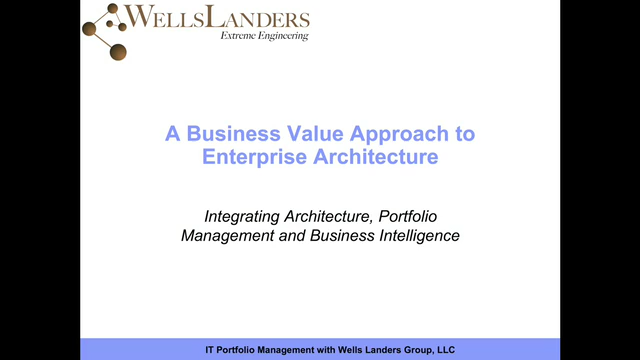 WELLSLANDERS
Extreme Engineering
A Business Value Approach to
Enterprise Architecture
Integrating Architecture, Portfolio
Management and Business Intelligence
IT Portfolio Management with Wells Landers Group, LLC